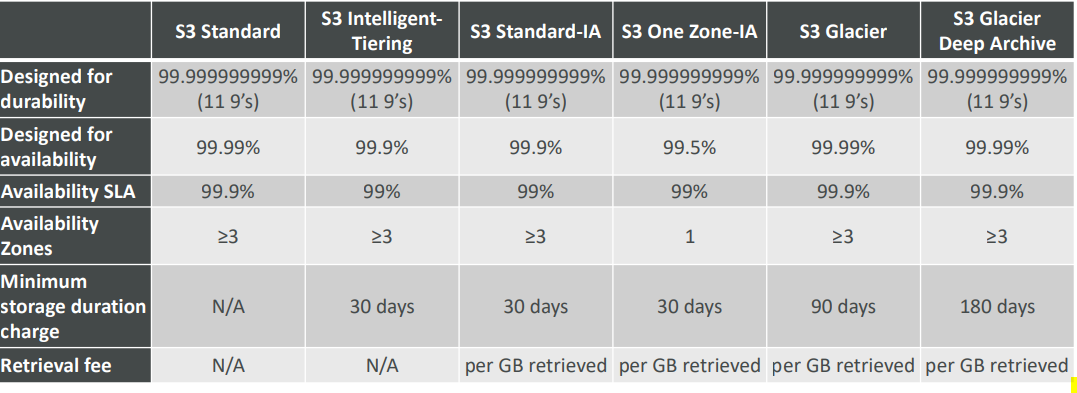 S3 Standard
S3 Intelligent-
Tiering
S3 Standard-IA
S3 One Zone-IA
S3 Glacier
S3 Glacier
Deep Archive
Designed for
durability
99.999999999%
(11 9’s)
99.999999999%
(11 9’s)
99.999999999%
(11 9’s)
99.999999999%
(11 9’s)
99.999999999%
(11 9’s)
99.999999999%
(11 9’s)
Designed for
availability
99.99%
99.9%
99.9%
99.5%
99.99%
99.99%
Availability SLA
99.9%
99%
99%
99%
99.9%
99.9%
Availability
Zones
≥3
≥3
≥3
1
≥3
≥3
Minimum
storage duration
charge
N/A
30 days
30 days
30 days
90 days
180 days
Retrieval fee
N/A
N/A
per GB retrieved
per GB retrieved
per GB retrieved
per GB retrieved